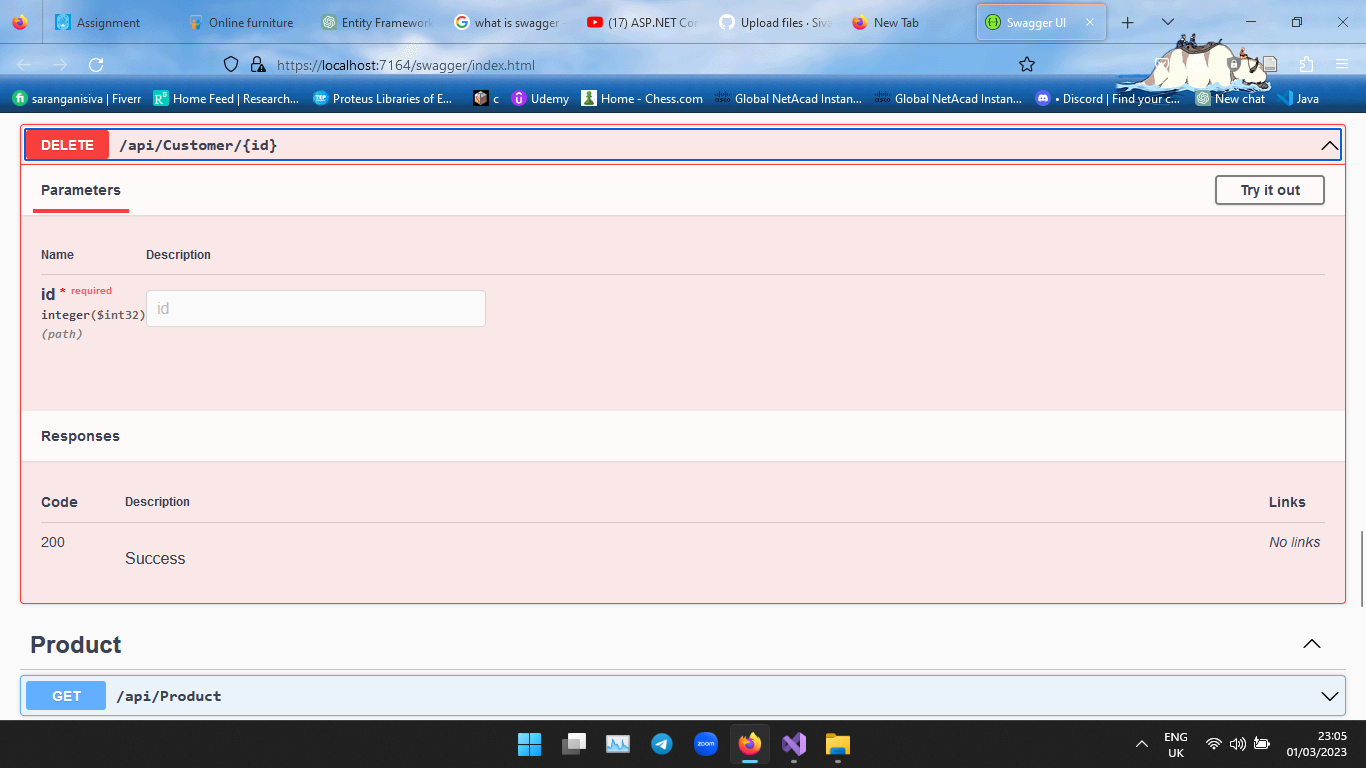 Assignment
Online furniture
Entity Framework
what is swagger -
(17) ASP.NET Cor
Upload files · Siva
New Tab
Swagger UI
https://localhost:7164/swagger/index.html
saranganisiva | Fiverr
Home Feed | Research...
Proteus Libraries of E...
c
Udemy
Home - Chess.com
Global NetAcad Instan...
Global NetAcad Instan...
• Discord | Find your c...
New chat
Java
DELETE /api/Customer/{id}
Parameters
Try it out
Name Description
id * required
id
integer($int32)
(path)
Responses
Code Description Links
200 No links
Success
Product
GET /api/Product
zoom
ENG
UK
23:05
01/03/2023